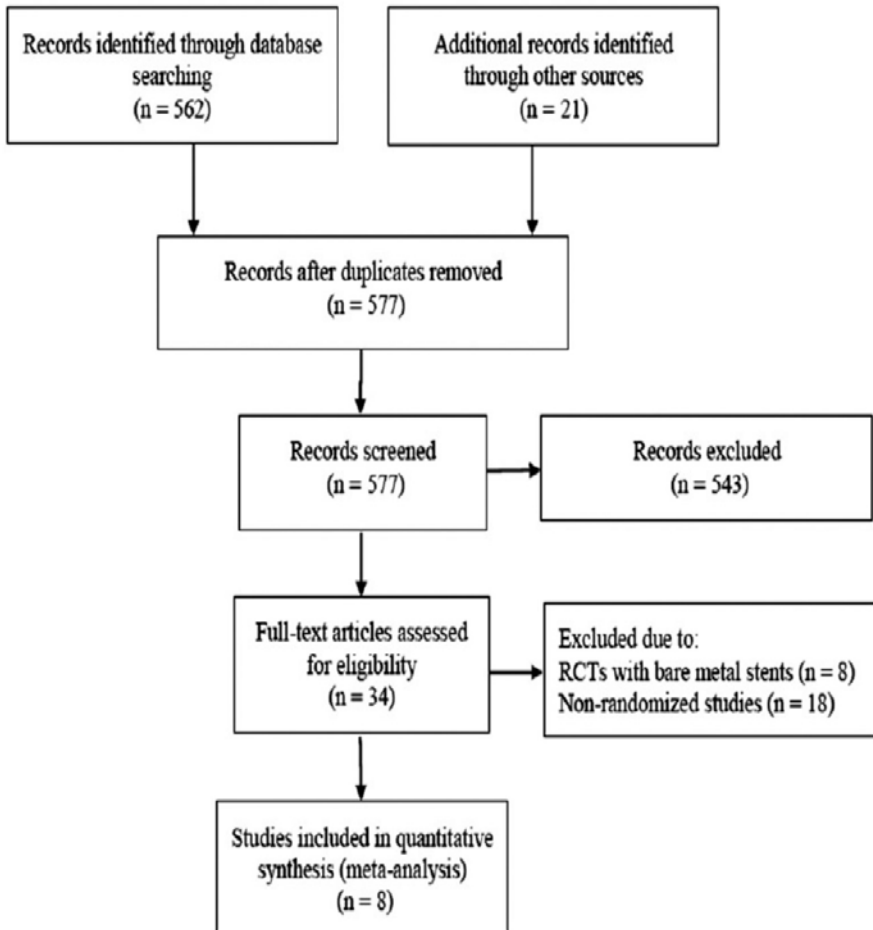 Records identified through database
searching
(n = 562)
Additional records identified
through other sources
(n = 21)
Records after duplicates removed
(n = 577)
Records screened
(n = 577)
Records excluded
(n = 543)
Full-text articles assessed
for eligibility
(n = 34)
Excluded due to:
RCTs with bare metal stents (n = 8)
Non-randomized studies (n = 18)
Studies included in quantitative
synthesis (meta-analysis)
(n = 8)